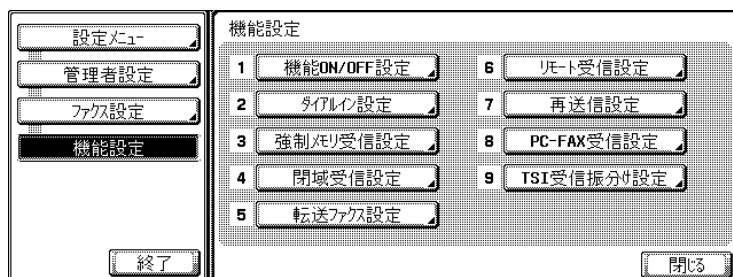 設定ﾒﾆｭｰ
管理者設定
ﾌｧｸｽ設定
機能設定
終了
機能設定
1 機能ON/OFF設定
2 ﾀﾞｲｱﾙｲﾝ設定
3 強制ﾒﾓﾘ受信設定
4 閉域受信設定
5 転送ﾌｧｸｽ設定
6 ﾘﾓｰﾄ受信設定
7 再送信設定
8 PC-FAX受信設定
9 TSI受信振分け設定
閉じる